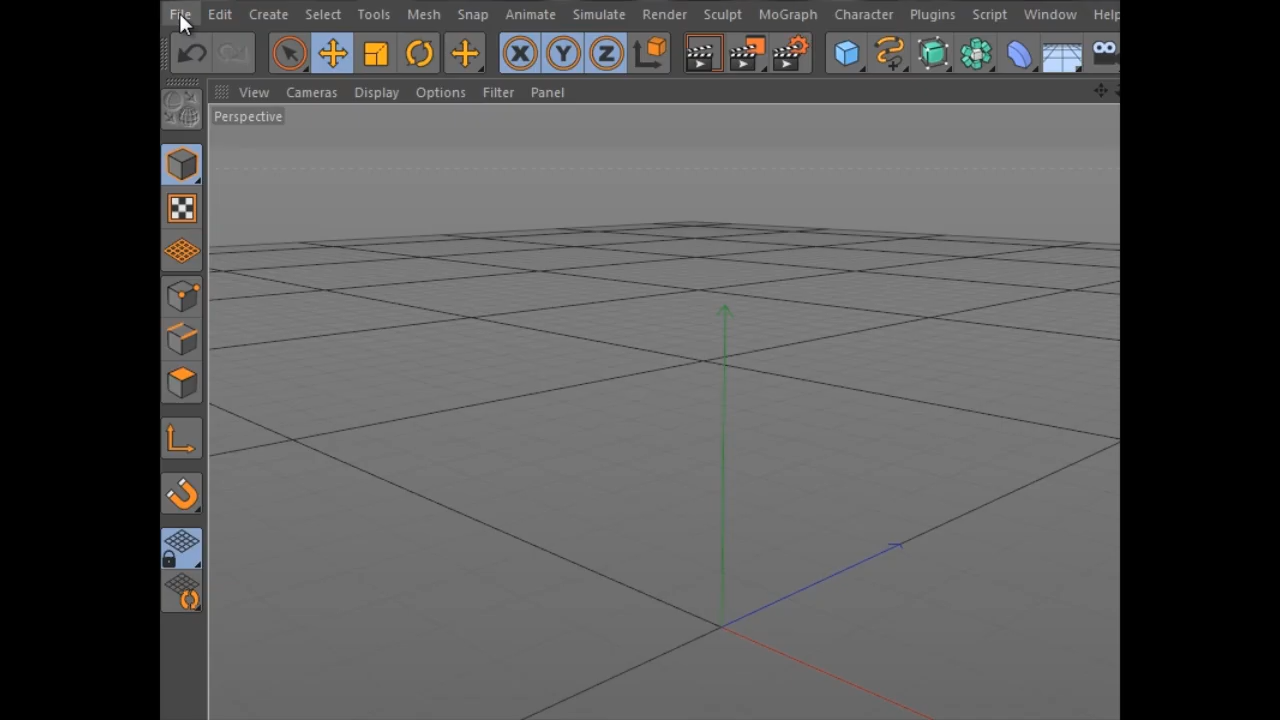 File Edit Create Select Tools Mesh Snap Animate Simulate Render Sculpt MoGraph Character Plugins Script Window Help
X Y Z
View Cameras Display Options Filter Panel
Perspective